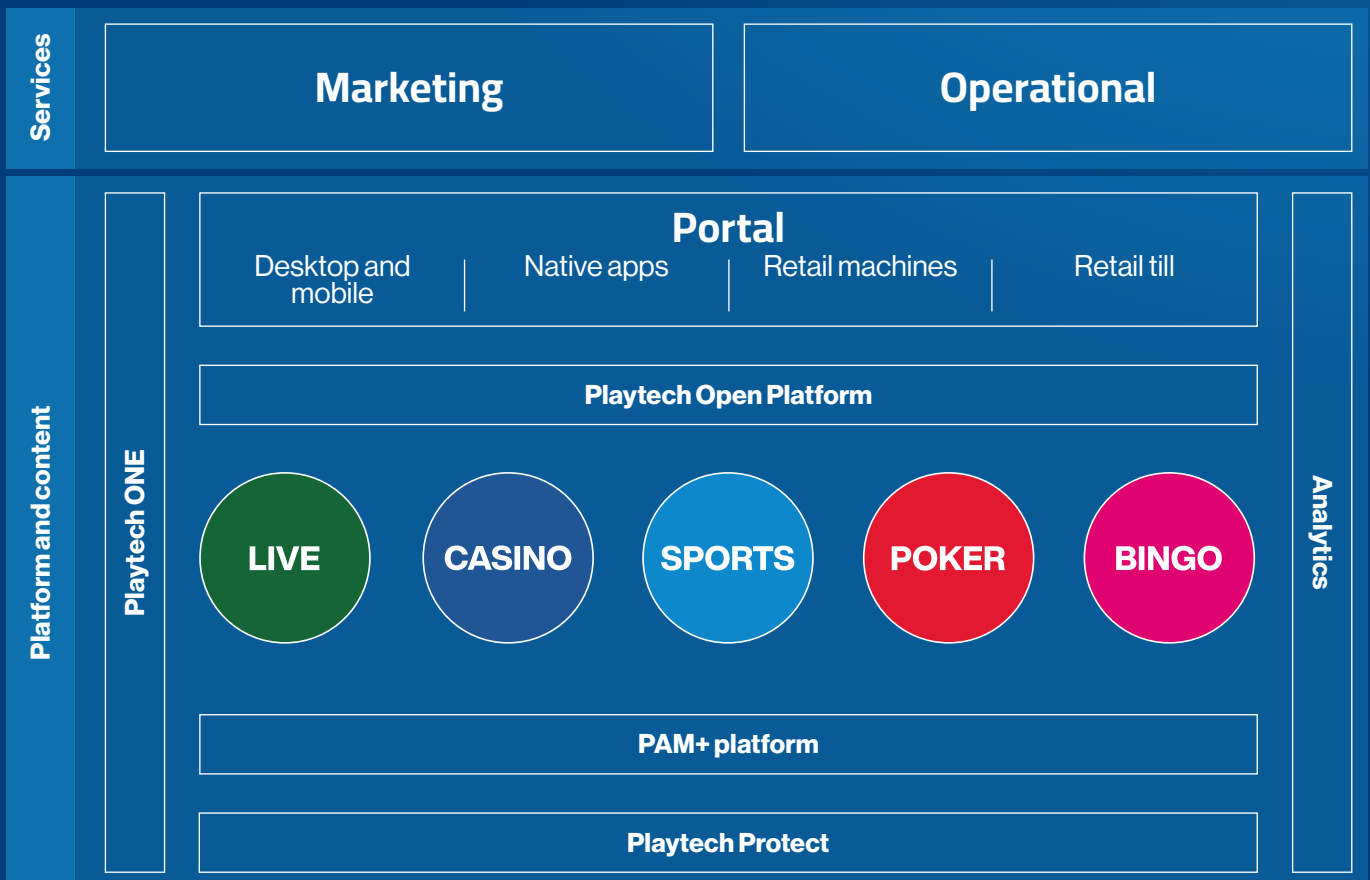 Services
Marketing
Operational
Platform and content
Playtech ONE
Portal
Desktop and
mobile
Native apps
Retail machines
Retail till
Playtech Open Platform
LIVE
CASINO
SPORTS
POKER
BINGO
PAM+ platform
Playtech Protect
Analytics